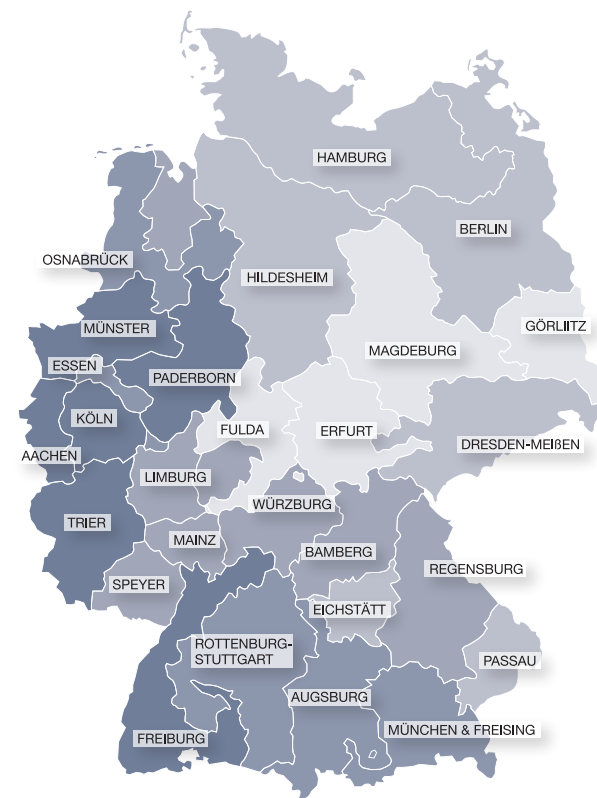 HAMBURG
BERLIN
OSNABRÜCK
HILDESHEIM
MÜNSTER
GÖRLIITZ
MAGDEBURG
ESSEN
PADERBORN
KÖLN
FULDA
ERFURT
DRESDEN-MEIßEN
AACHEN
LIMBURG
WÜRZBURG
TRIER
MAINZ
BAMBERG
REGENSBURG
SPEYER
EICHSTÄTT
ROTTENBURG-
STUTTGART
PASSAU
AUGSBURG
MÜNCHEN & FREISING
FREIBURG